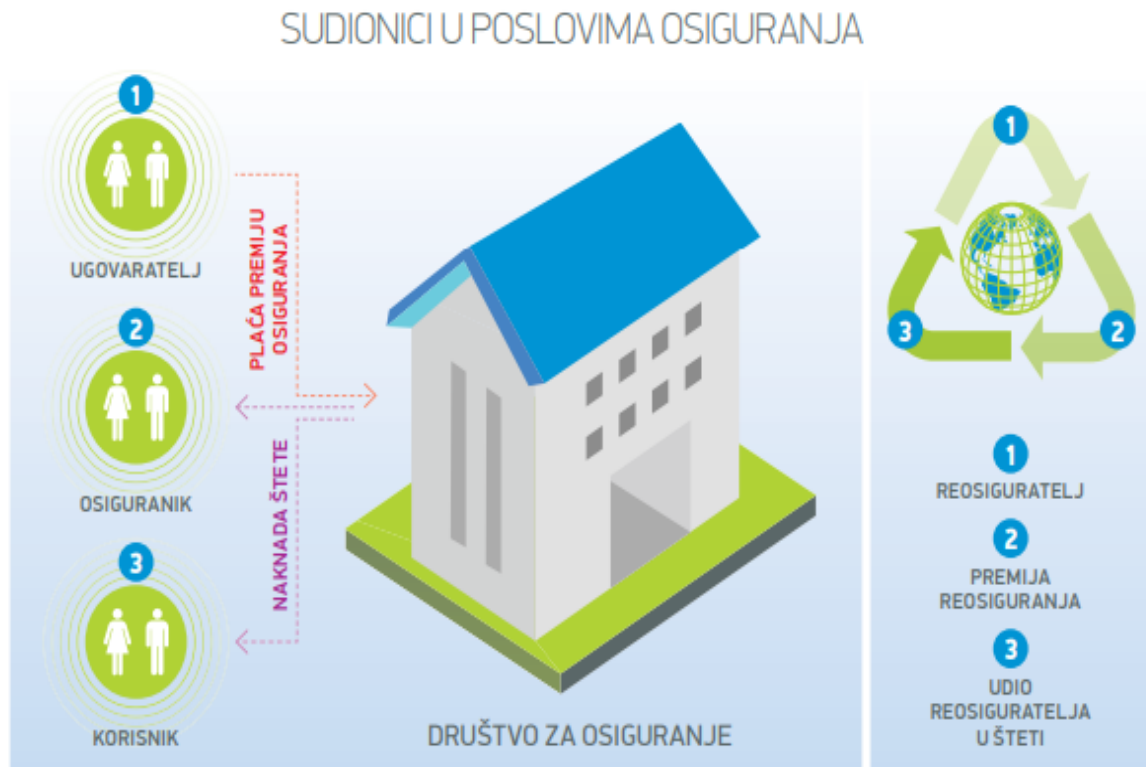 SUDIONICI U POSLOVIMA OSIGURANJA
1
UGOVARATELJ
2
OSIGURANIK
3
KORISNIK
PLAĆA PREMIJU
OSIGURANJA
NAKNADA ŠTETE
DRUŠTVO ZA OSIGURANJE
1
2
3
1
REOSIGURATELJ
2
PREMIJA
REOSIGURANJA
3
UDIO
REOSIGURATELJA
U ŠTETI